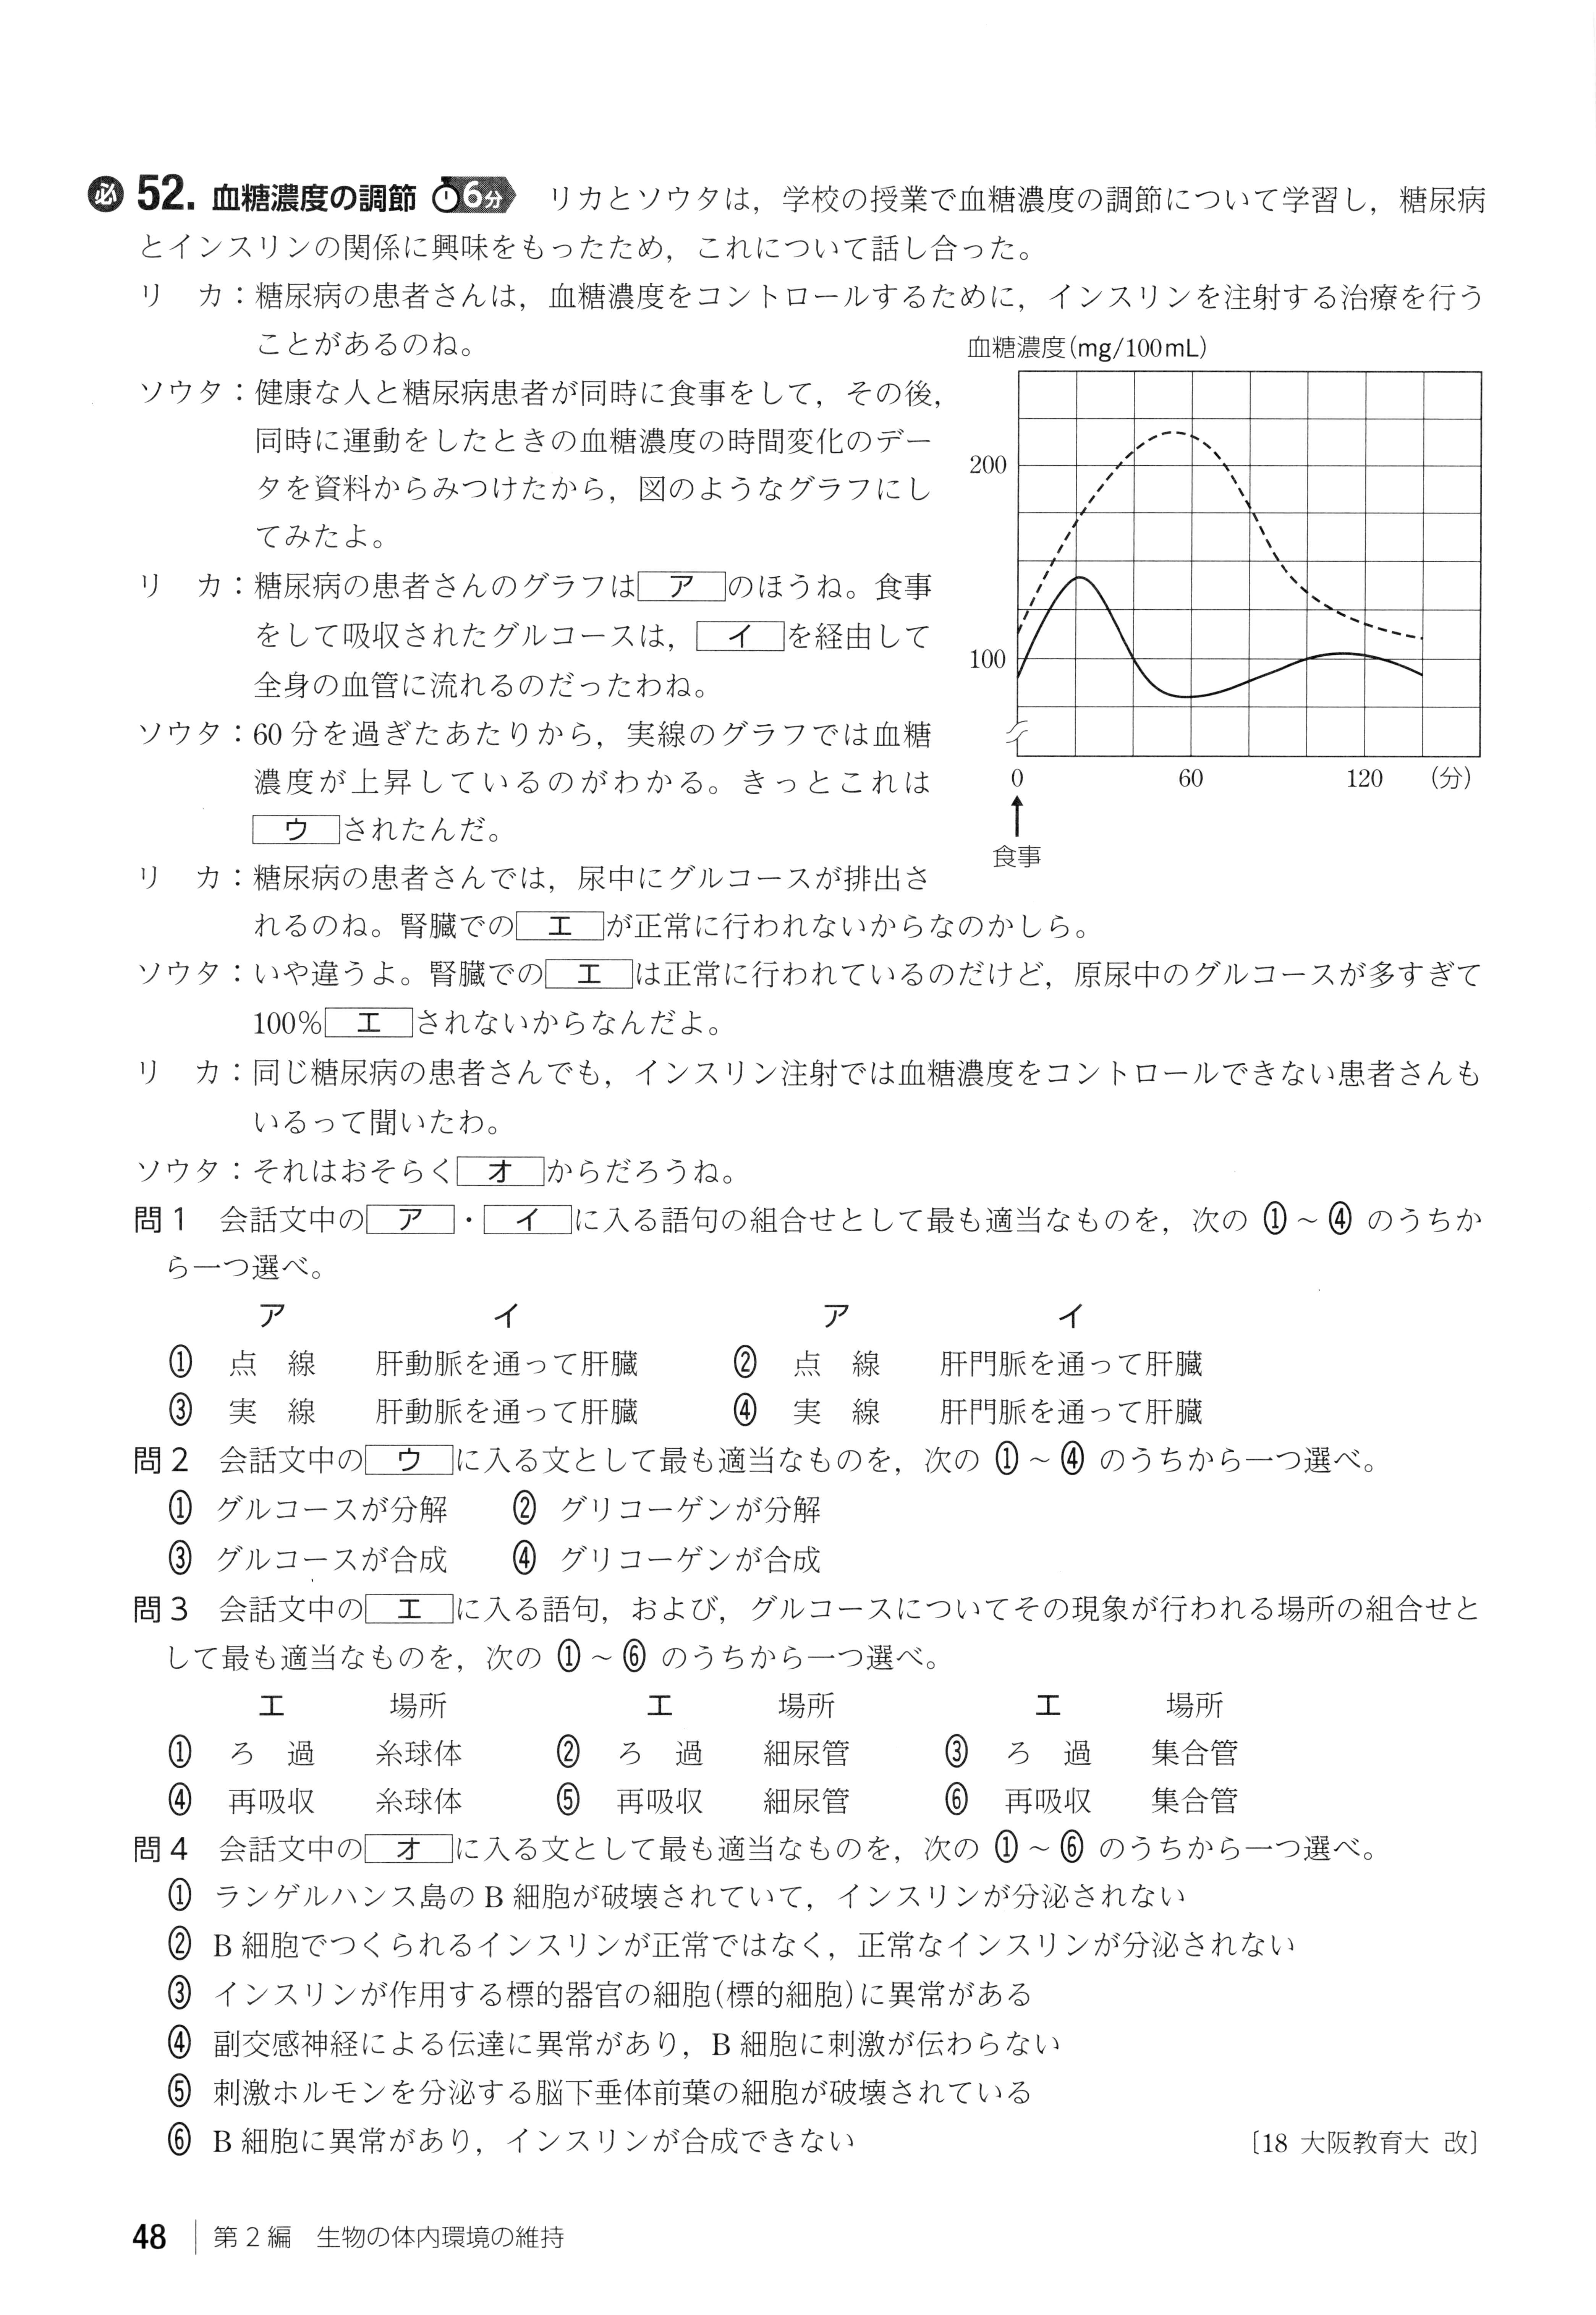 必 52. 血糖濃度の調節 6分 リカとソウタは，学校の授業で血糖濃度の調節について学習し，糖尿病
とインスリンの関係に興味をもったため，これについて話し合った。
リ　カ：糖尿病の患者さんは，血糖濃度をコントロールするために，インスリンを注射する治療を行う
ことがあるのね。
ソウタ：健康な人と糖尿病患者が同時に食事をして，その後，
同時に運動をしたときの血糖濃度の時間変化のデー
タを資料からみつけたから，図のようなグラフにし
てみたよ。
リ　カ：糖尿病の患者さんのグラフは ア のほうね。食事
をして吸収されたグルコースは， イ を経由して
全身の血管に流れるのだったわね。
ソウタ：60分を過ぎたあたりから，実線のグラフでは血糖
濃度が上昇しているのがわかる。きっとこれは
ウ されたんだ。
血糖濃度(mg/100mL)
200
100
0 60 120 (分)
食事
リ　カ：糖尿病の患者さんでは，尿中にグルコースが排出さ
れるのね。腎臓での エ が正常に行われないからなのかしら。
ソウタ：いや違うよ。腎臓での エ は正常に行われているのだけど，原尿中のグルコースが多すぎて
100% エ されないからなんだよ。
リ　カ：同じ糖尿病の患者さんでも，インスリン注射では血糖濃度をコントロールできない患者さんも
いるって聞いたわ。
ソウタ：それはおそらく オ からだろうね。
問1　会話文中の ア ・ イ に入る語句の組合せとして最も適当なものを，次の ①～④ のうちか
ら一つ選べ。
ア　イ　ア　イ
① 点　線　肝動脈を通って肝臓　② 点　線　肝門脈を通って肝臓
③ 実　線　肝動脈を通って肝臓　④ 実　線　肝門脈を通って肝臓
問2　会話文中の ウ に入る文として最も適当なものを，次の ①～④ のうちから一つ選べ。
① グルコースが分解　② グリコーゲンが分解
③ グルコースが合成　④ グリコーゲンが合成
問3　会話文中の エ に入る語句，および，グルコースについてその現象が行われる場所の組合せと
して最も適当なものを，次の ①～⑥ のうちから一つ選べ。
エ　場所　エ　場所　エ　場所
① ろ　過　糸球体　② ろ　過　細尿管　③ ろ　過　集合管
④ 再吸収　糸球体　⑤ 再吸収　細尿管　⑥ 再吸収　集合管
問4　会話文中の オ に入る文として最も適当なものを，次の ①～⑥ のうちから一つ選べ。
① ランゲルハンス島のB細胞が破壊されていて，インスリンが分泌されない
② B細胞でつくられるインスリンが正常ではなく，正常なインスリンが分泌されない
③ インスリンが作用する標的器官の細胞(標的細胞)に異常がある
④ 副交感神経による伝達に異常があり，B細胞に刺激が伝わらない
⑤ 刺激ホルモンを分泌する脳下垂体前葉の細胞が破壊されている
⑥ B細胞に異常があり，インスリンが合成できない　〔18 大阪教育大 改〕
48 第2編　生物の体内環境の維持